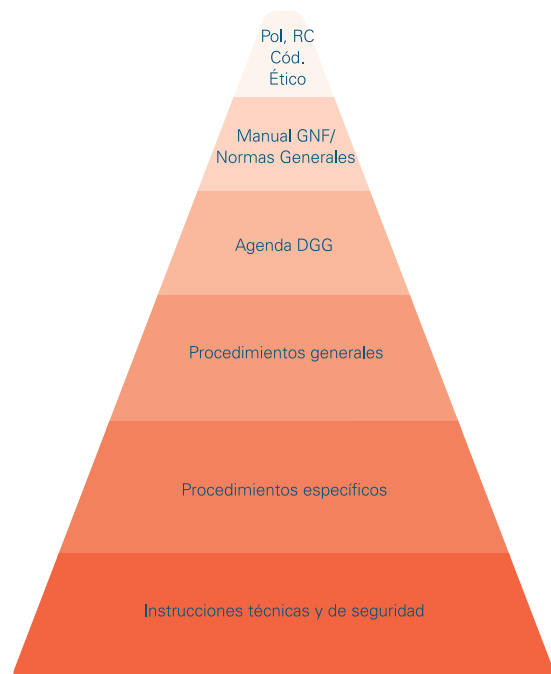 Pol, RC
Cód.
Ético
Manual GNF/
Normas Generales
Agenda DGG
Procedimientos generales
Procedimientos específicos
Instrucciones técnicas y de seguridad